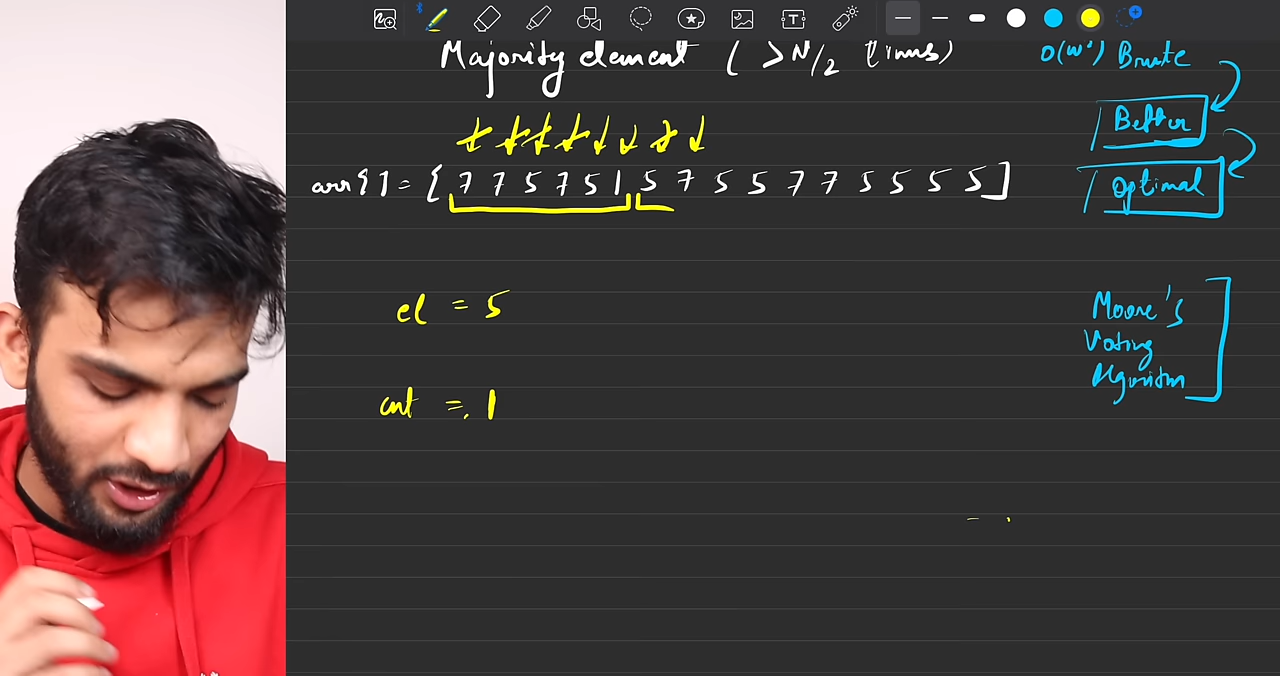 Majority element ( > N/2 times)
O(N²) Brute
Better
Optimal
arr[] = [ 7 7 5 7 5 1 5 7 5 5 7 7 5 5 5 5 ]
el = 5
cnt = 1
Moore's
Voting
Algorithm